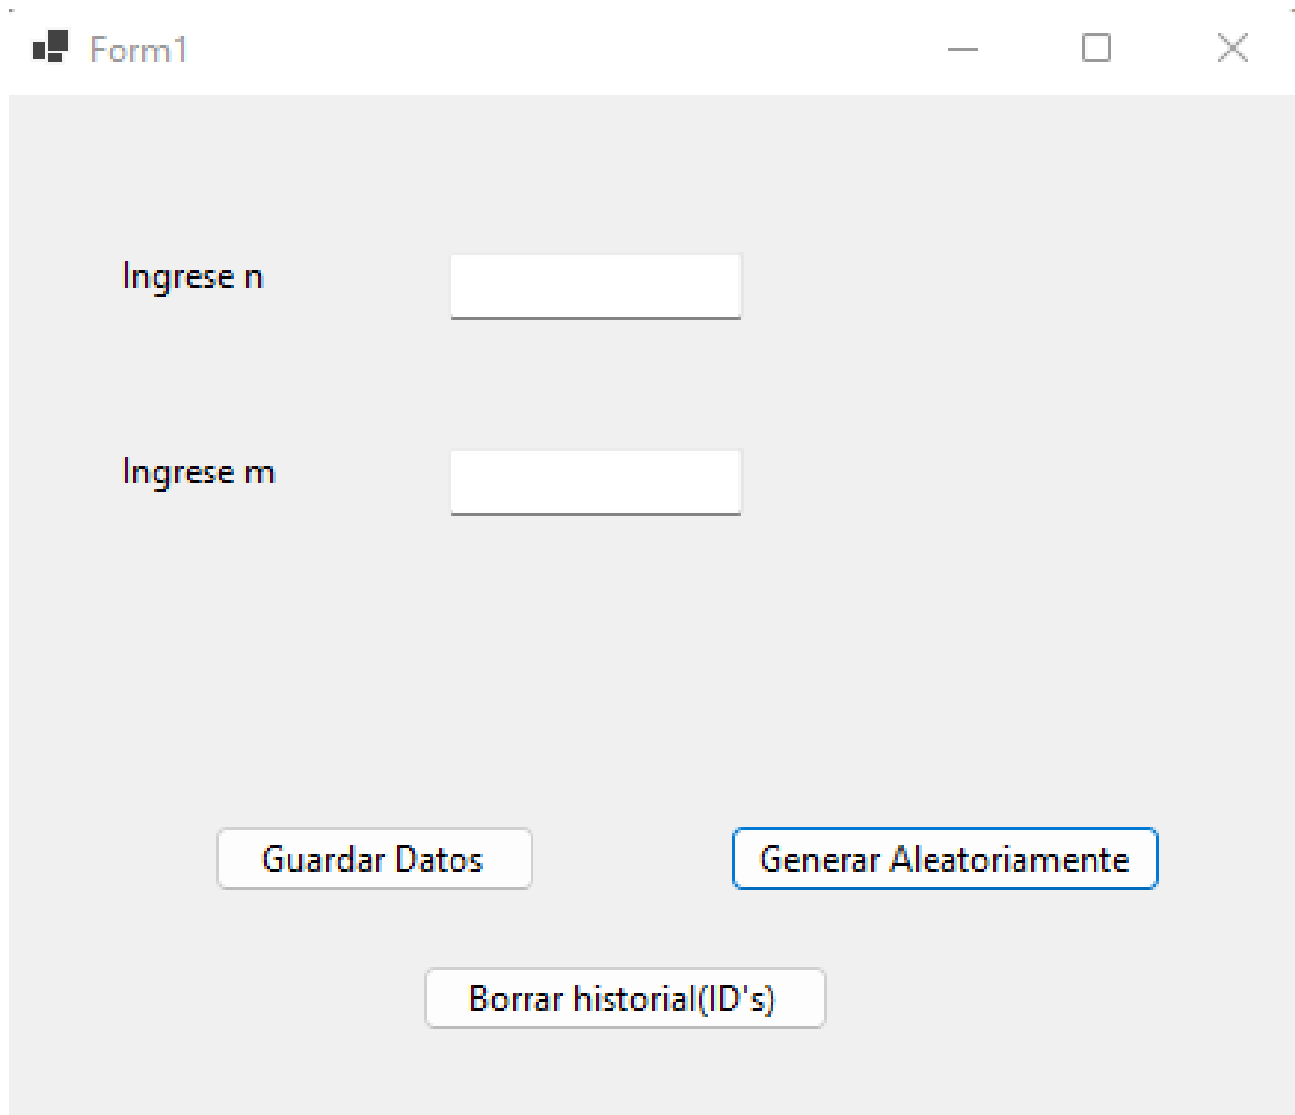 Form1
Ingrese n
Ingrese m
Guardar Datos
Generar Aleatoriamente
Borrar historial(ID's)